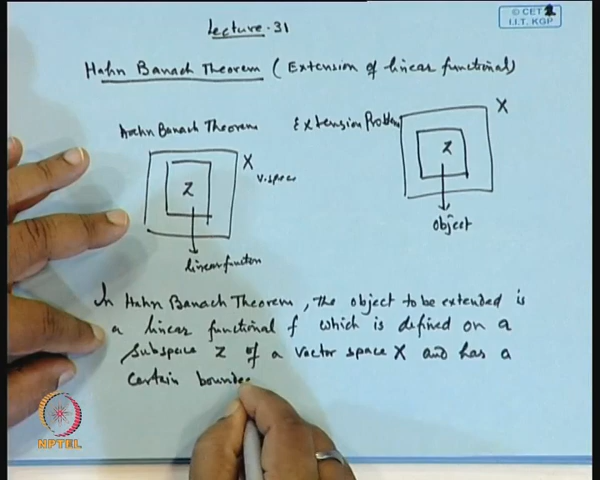 © CET
I.I.T. KGP
Lecture-31
Hahn Banach Theorem (Extension of linear functional)
Hahn Banach Theorem
Extension Problem
X
Z
X
V. space
Z
object
linear function
In Hahn Banach Theorem, the object to be extended is
a linear functional f which is defined on a
subspace Z of a vector space X and has a
certain bounde
NPTEL